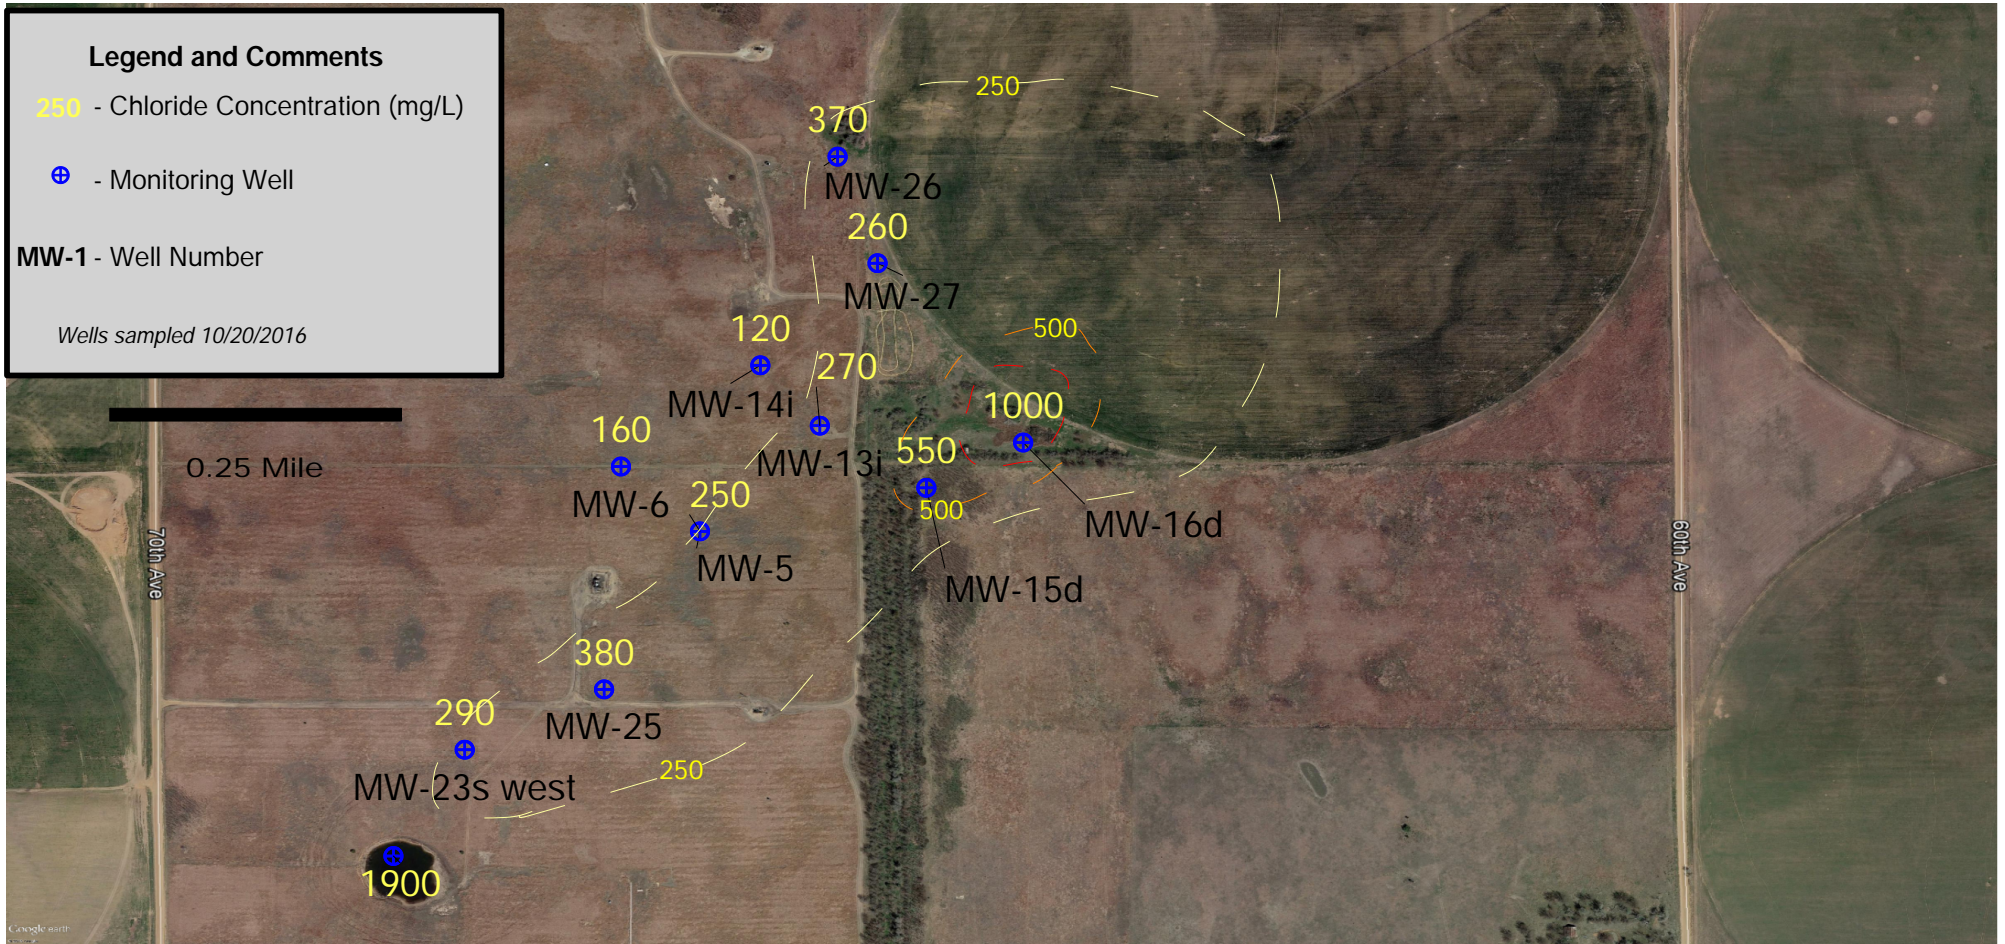 Legend and Comments
250 - Chloride Concentration (mg/L)
- Monitoring Well
MW-1 - Well Number
Wells sampled 10/20/2016
0.25 Mile
250
370
MW-26
260
MW-27
120
MW-14i
500
270
MW-13i
1000
MW-16d
160
MW-6
550
500
MW-15d
250
MW-5
70th Ave
60th Ave
380
MW-25
290
MW-23s west
250
1900
Google earth